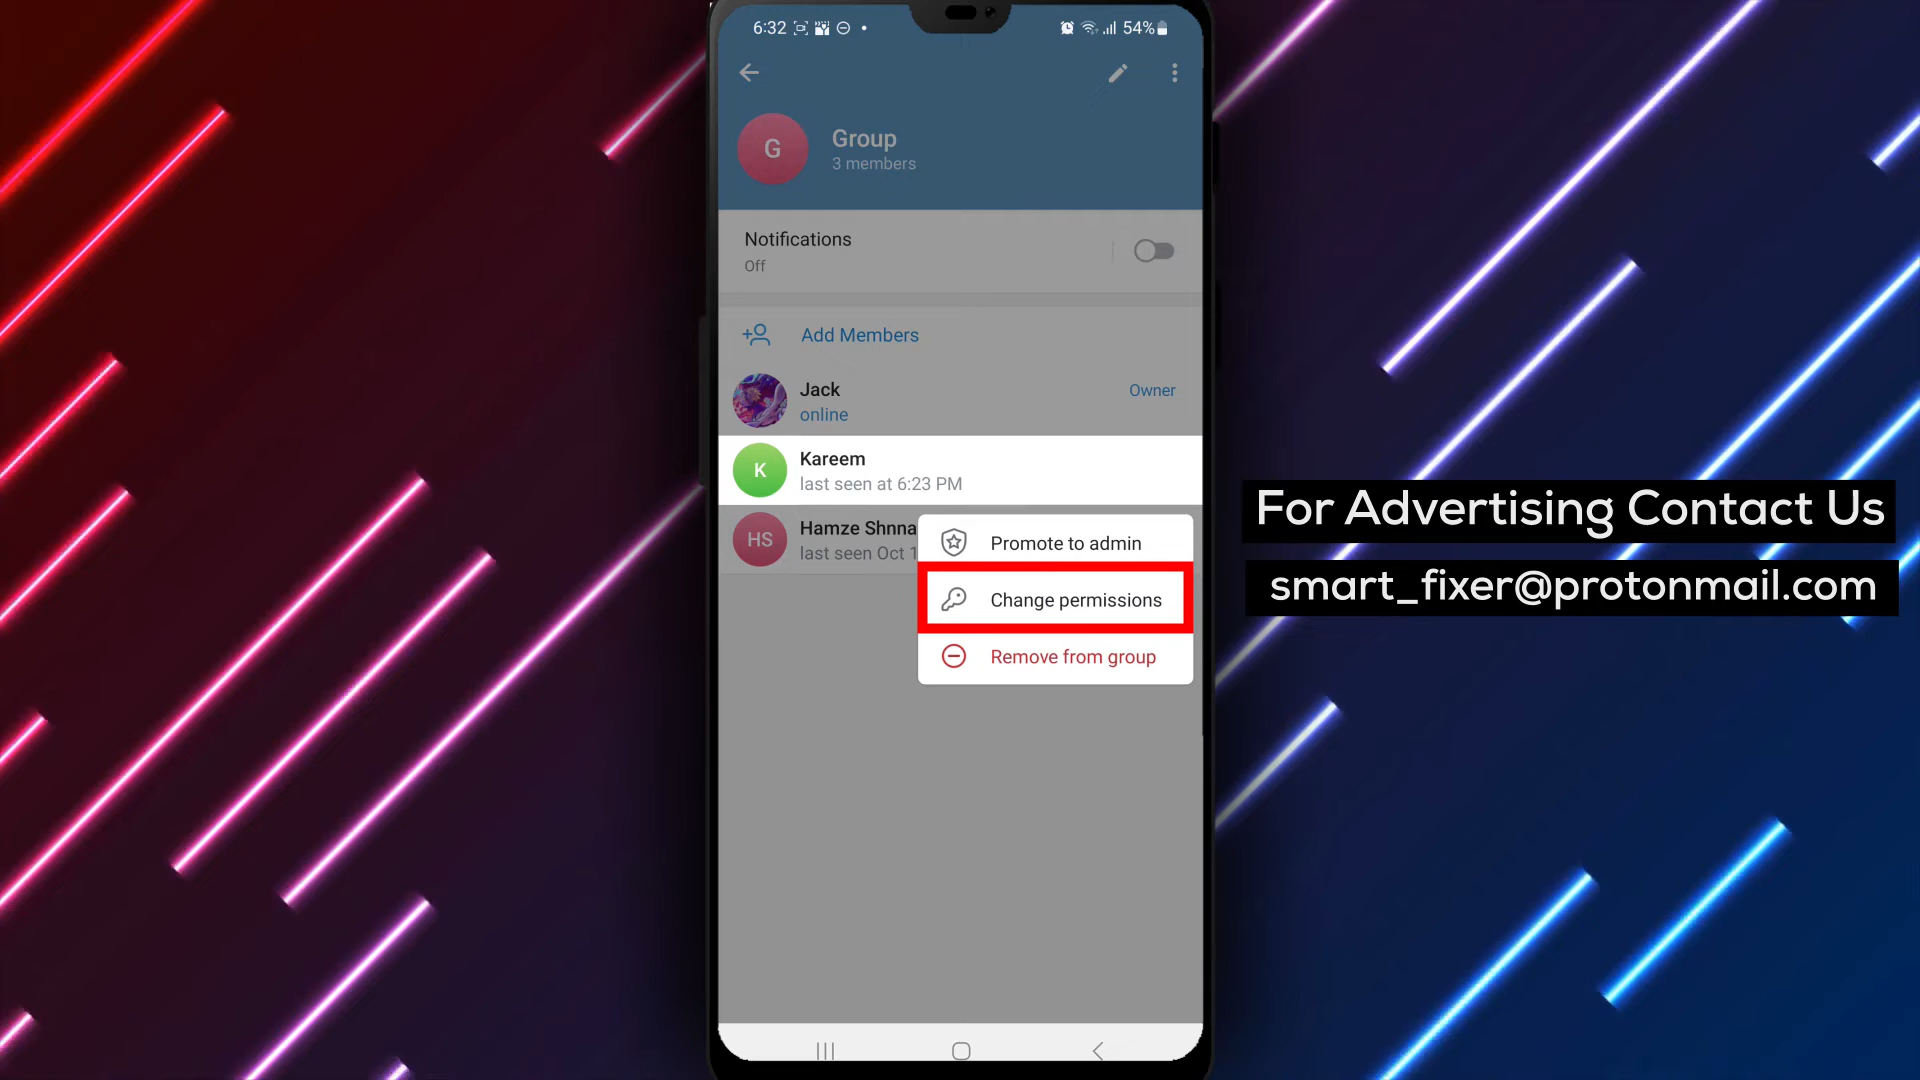 6:32
54%
G
Group
3 members
Notifications
Off
Add Members
Jack
Owner
online
K
Kareem
last seen at 6:23 PM
HS
Hamze Shnna
last seen Oct 1
Promote to admin
Change permissions
Remove from group
For Advertising Contact Us
smart_fixer@protonmail.com